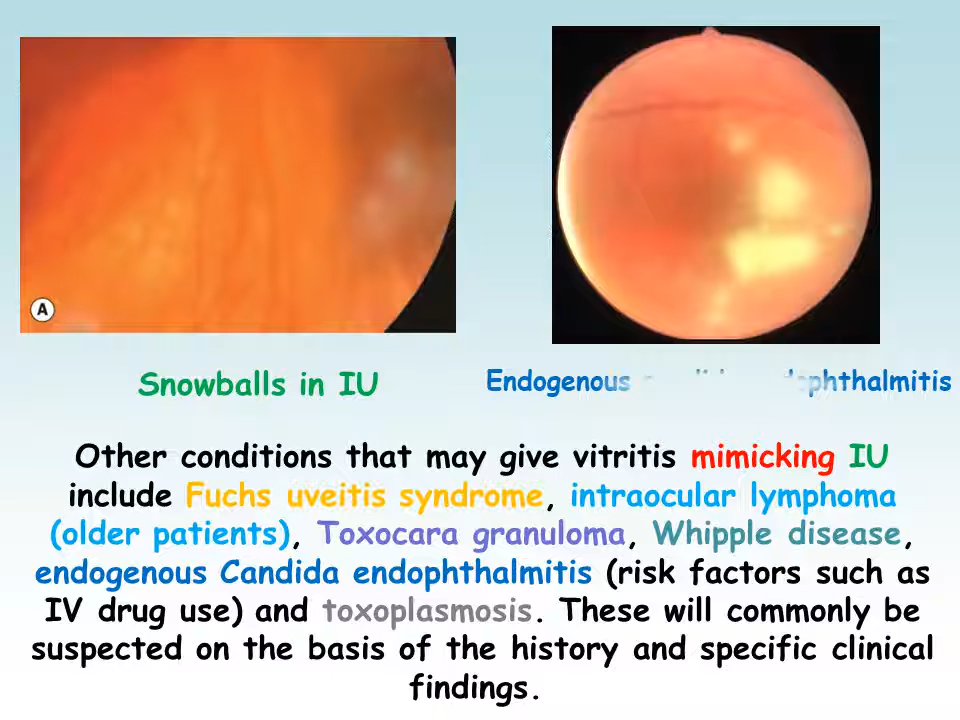 A
Snowballs in IU
Endogenous
Other conditions that may give vitritis mimicking IU
include Fuchs uveitis syndrome, intraocular lymphoma
(older patients), Toxocara granuloma, Whipple disease,
endogenous Candida endophthalmitis (risk factors such as
IV drug use) and toxoplasmosis. These will commonly be
suspected on the basis of the history and specific clinical
findings.